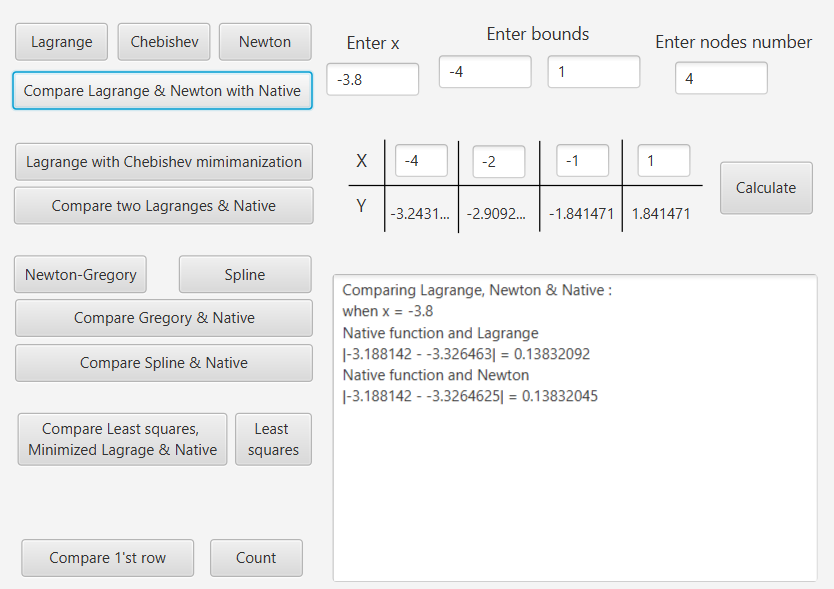 Lagrange
Chebishev
Newton
Compare Lagrange & Newton with Native
Enter x
-3.8
Enter bounds
-4
1
Enter nodes number
4
Lagrange with Chebishev mimimanization
Compare two Lagranges & Native
X
-4
-2
-1
1
Y
-3.2431...
-2.9092...
-1.841471
1.841471
Calculate
Newton-Gregory
Spline
Compare Gregory & Native
Compare Spline & Native
Compare Least squares,
Minimized Lagrage & Native
Least
squares
Compare 1'st row
Count
Comparing Lagrange, Newton & Native :
when x = -3.8
Native function and Lagrange
|-3.188142 - -3.326463| = 0.13832092
Native function and Newton
|-3.188142 - -3.3264625| = 0.13832045